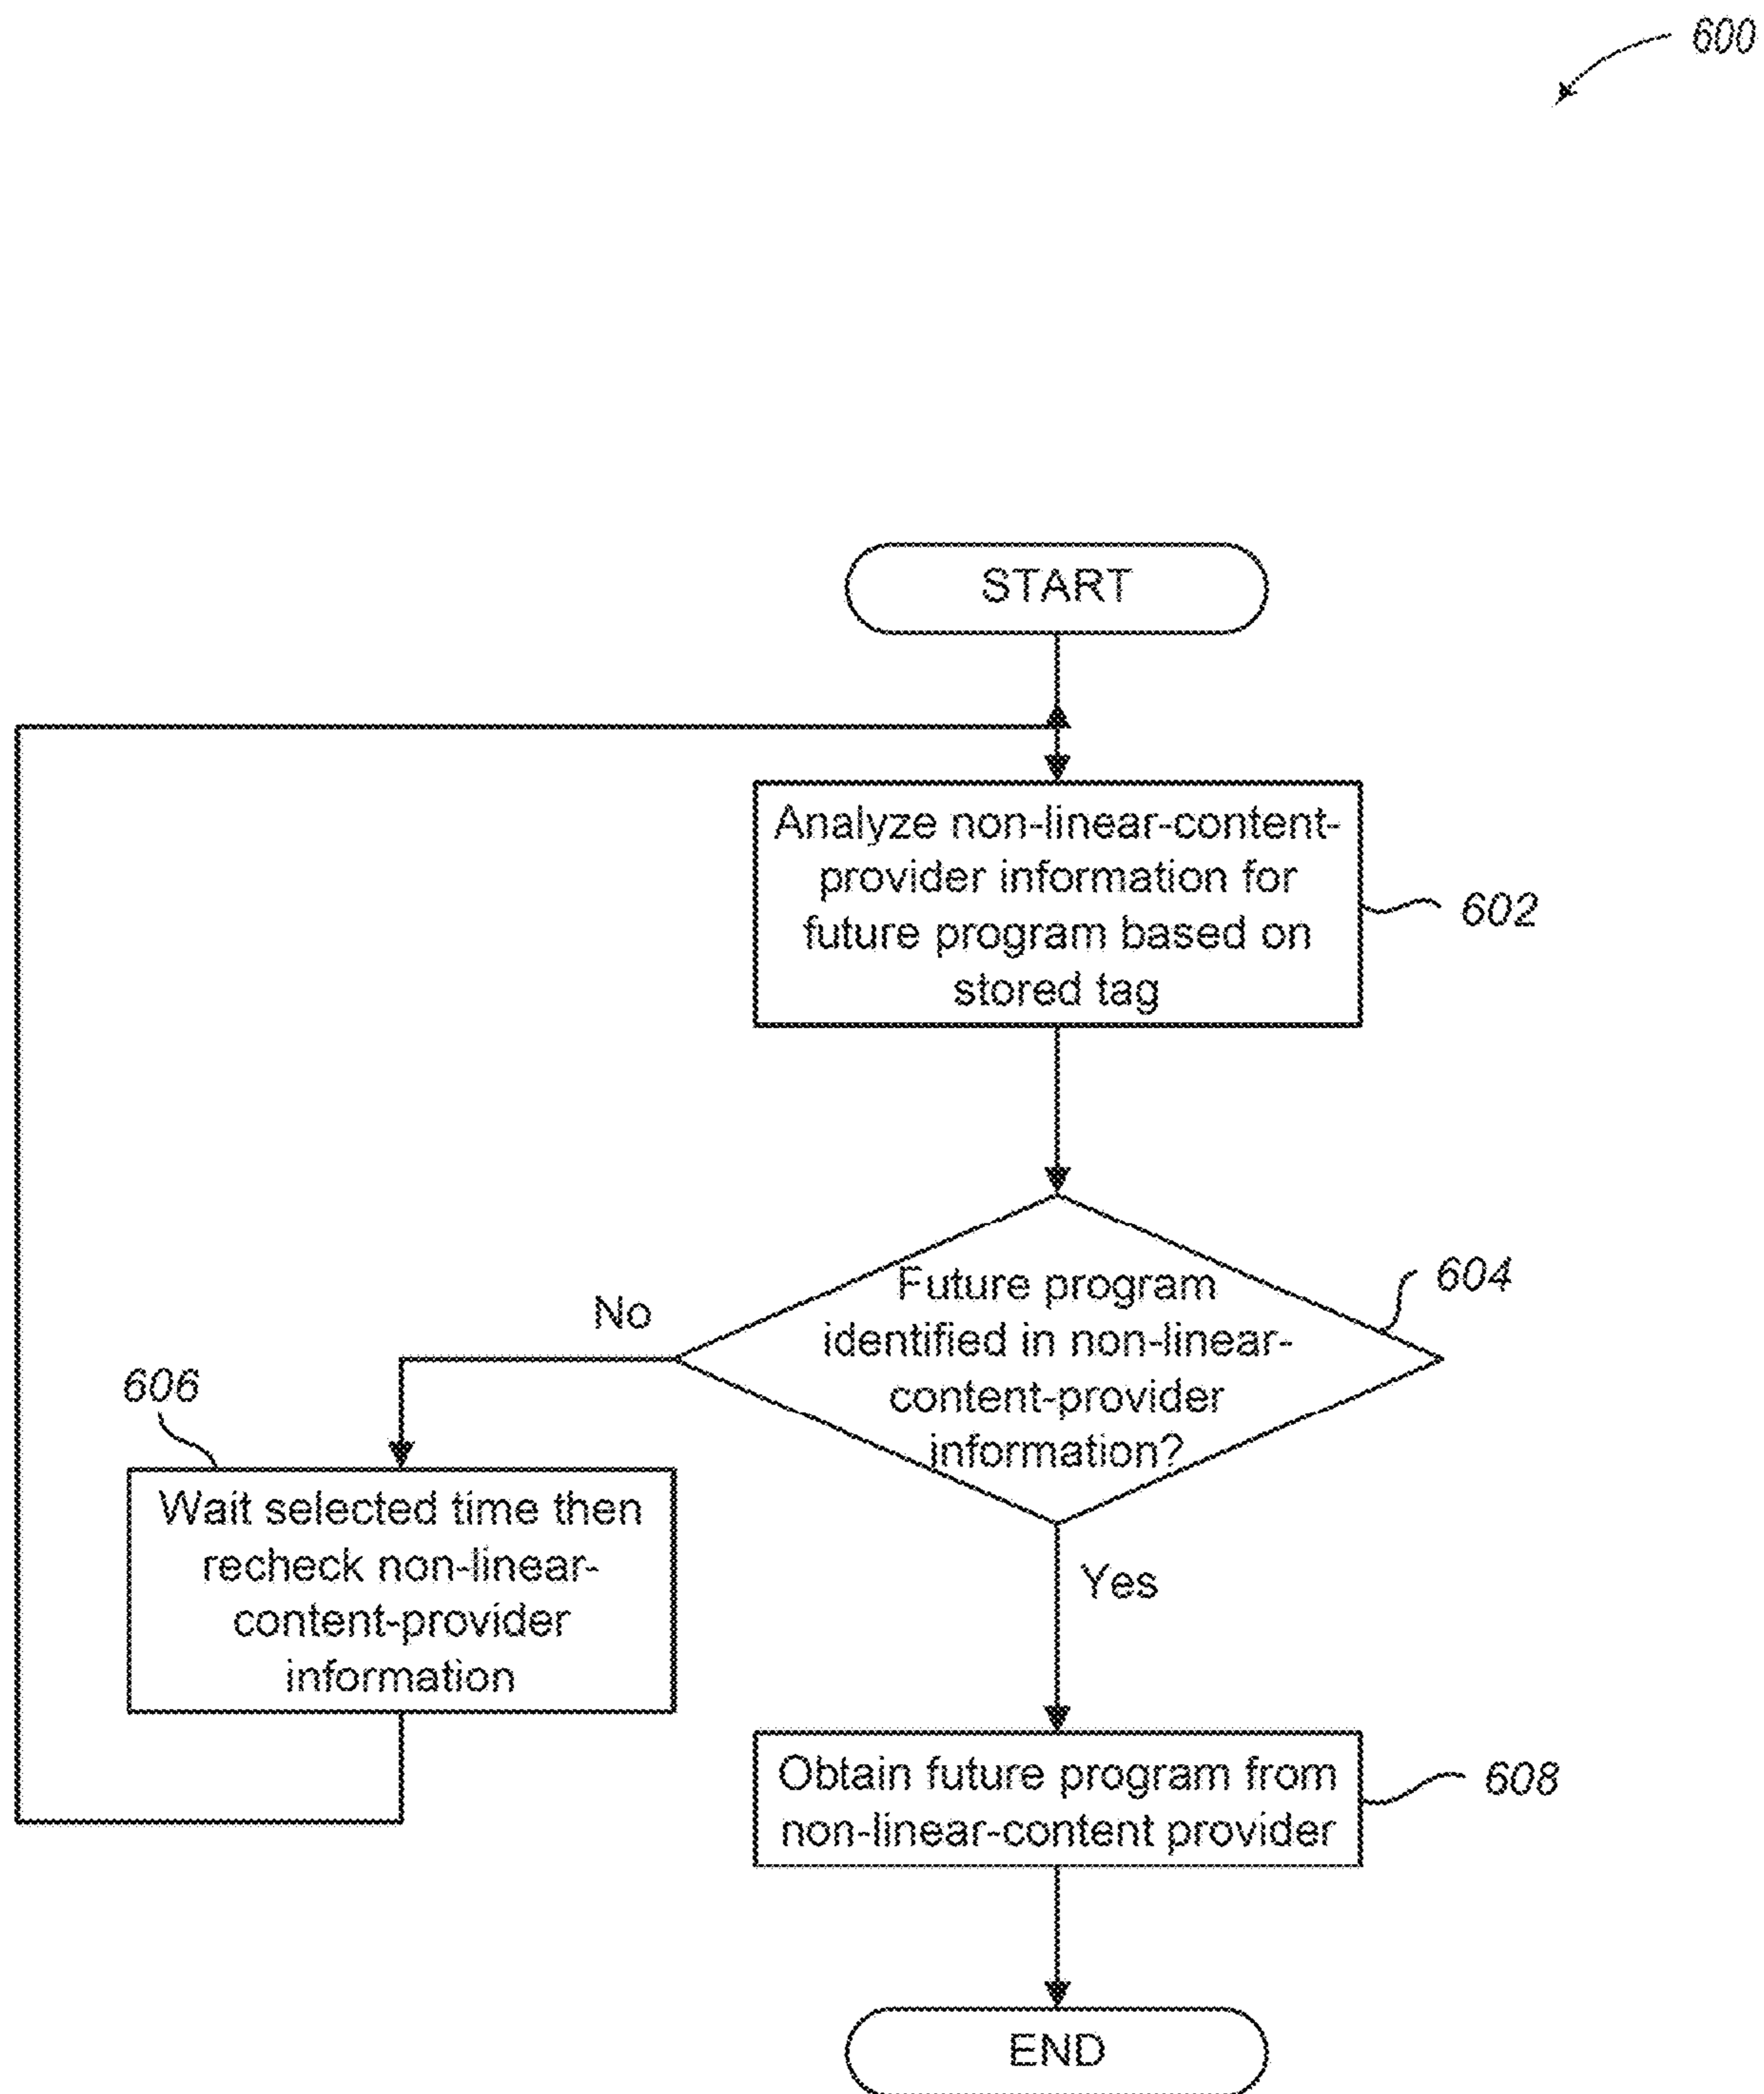 600
START
Analyze non-linear-content-
provider information for
future program based on
stored tag
602
Future program
identified in non-linear-
content-provider
information?
604
No
606
Wait selected time then
recheck non-linear-
content-provider
information
Yes
Obtain future program from
non-linear-content provider
608
END